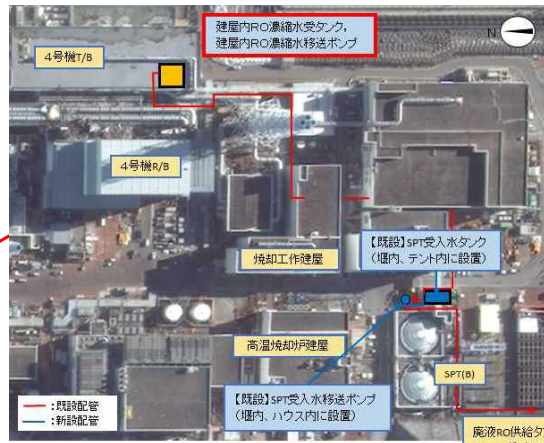 建屋内RO濃縮水受タンク,
建屋内RO濃縮水移送ポンプ
N
4号機T/B
4号機R/B
【既設】SPT受入水タンク
(堰内、テント内に設置)
焼却工作建屋
高温焼却炉建屋
SPT(B)
【既設】SPT受入水移送ポンプ
(堰内、ハウス内に設置)
:既設配管
:新設配管
廃液RO供給タ